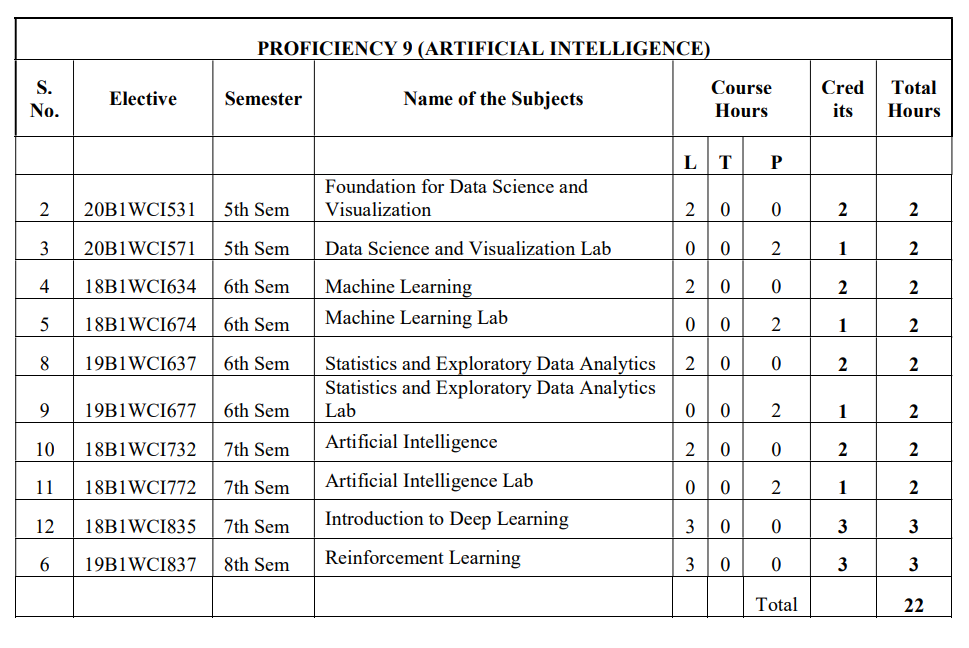 PROFICIENCY 9 (ARTIFICIAL INTELLIGENCE)
S. No. Elective Semester Name of the Subjects Course Hours Cred its Total Hours
L T P
2 20B1WCI531 5th Sem Foundation for Data Science and Visualization 2 0 0 2 2
3 20B1WCI571 5th Sem Data Science and Visualization Lab 0 0 2 1 2
4 18B1WCI634 6th Sem Machine Learning 2 0 0 2 2
5 18B1WCI674 6th Sem Machine Learning Lab 0 0 2 1 2
8 19B1WCI637 6th Sem Statistics and Exploratory Data Analytics 2 0 0 2 2
9 19B1WCI677 6th Sem Statistics and Exploratory Data Analytics Lab 0 0 2 1 2
10 18B1WCI732 7th Sem Artificial Intelligence 2 0 0 2 2
11 18B1WCI772 7th Sem Artificial Intelligence Lab 0 0 2 1 2
12 18B1WCI835 7th Sem Introduction to Deep Learning 3 0 0 3 3
6 19B1WCI837 8th Sem Reinforcement Learning 3 0 0 3 3
Total 22